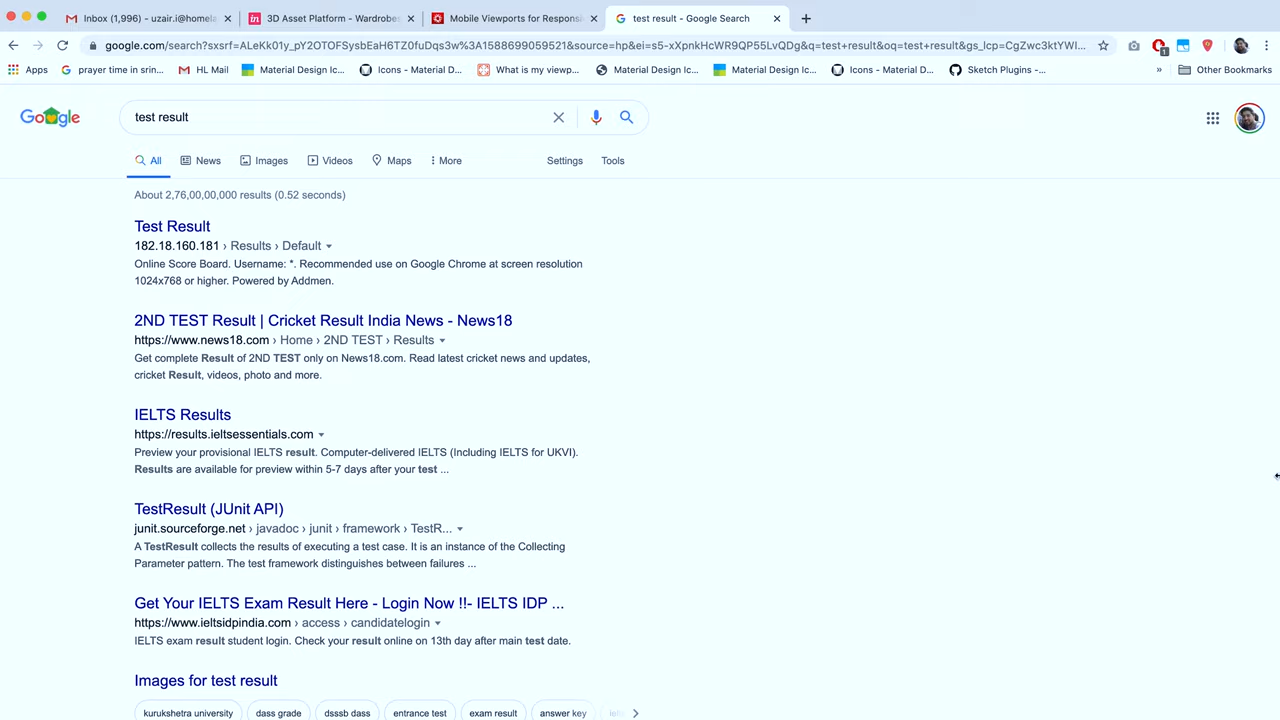 Inbox (1,996) - uzair.i@homela
3D Asset Platform - Wardrobes
Mobile Viewports for Responsi
test result - Google Search
google.com/search?sxsrf=ALeKk01y_pY2OTOFSysbEaH6TZ0fuDqs3w%3A1588999059521&source=hp&ei=s5-xXpnkHcWR9QP55LvQDg&q=test+result&oq=test+result&gs_lcp=CgZwc3ktYWI...
Apps
prayer time in srin...
HL Mail
Material Design Ic...
Icons - Material D...
What is my viewp...
Material Design Ic...
Material Design Ic...
Icons - Material D...
Sketch Plugins -...
»
Other Bookmarks
Google
test result
All
News
Images
Videos
Maps
More
Settings
Tools
About 2,76,00,00,000 results (0.52 seconds)
Test Result
182.18.160.181 › Results › Default
Online Score Board. Username: *. Recommended use on Google Chrome at screen resolution
1024x768 or higher. Powered by Addmen.
2ND TEST Result | Cricket Result India News - News18
https://www.news18.com › Home › 2ND TEST › Results
Get complete Result of 2ND TEST only on News18.com. Read latest cricket news and updates,
cricket Result, videos, photo and more.
IELTS Results
https://results.ieltsessentials.com
Preview your provisional IELTS result. Computer-delivered IELTS (Including IELTS for UKVI).
Results are available for preview within 5-7 days after your test ...
TestResult (JUnit API)
junit.sourceforge.net › javadoc › junit › framework › TestR...
A TestResult collects the results of executing a test case. It is an instance of the Collecting
Parameter pattern. The test framework distinguishes between failures ...
Get Your IELTS Exam Result Here - Login Now !!- IELTS IDP ...
https://www.ieltsidpindia.com › access › candidatelogin
IELTS exam result student login. Check your result online on 13th day after main test date.
Images for test result
kurukshetra university
dass grade
dsssb dass
entrance test
exam result
answer key